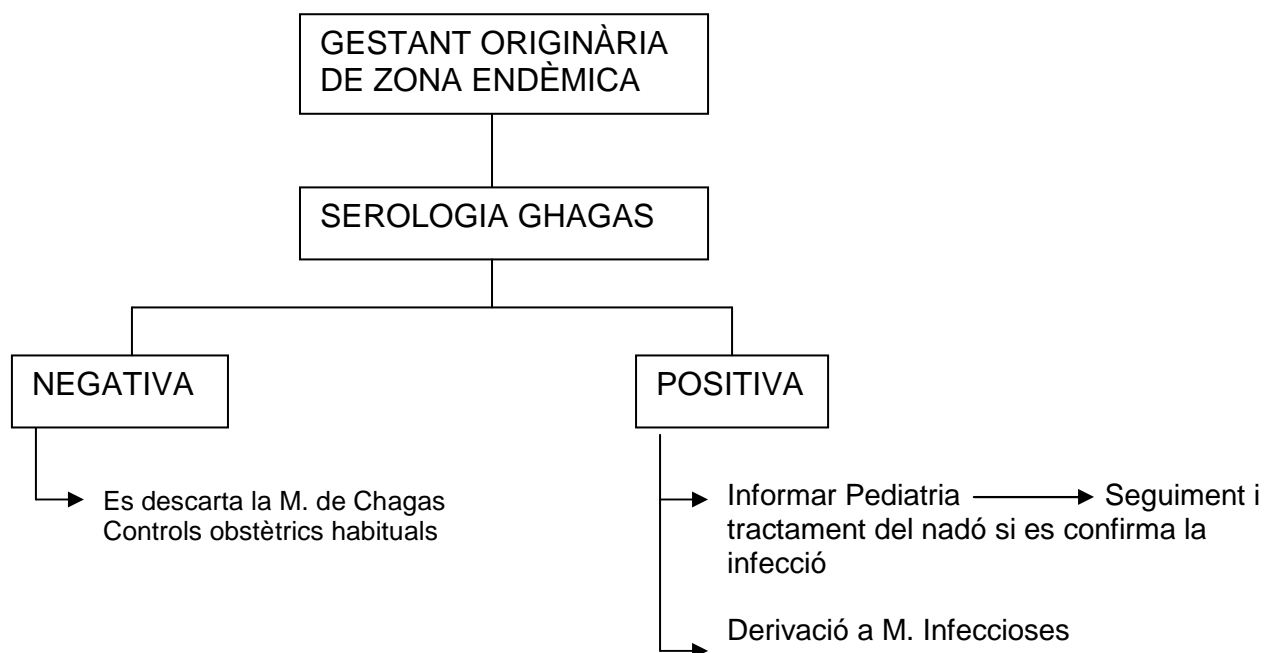 GESTANT ORIGINÀRIA
DE ZONA ENDÈMICA
SEROLOGIA GHAGAS
NEGATIVA
POSITIVA
Es descarta la M. de Chagas
Controls obstètrics habituals
Informar Pediatria Seguiment i
tractament del nadó si es confirma la
infecció
Derivació a M. Infeccioses